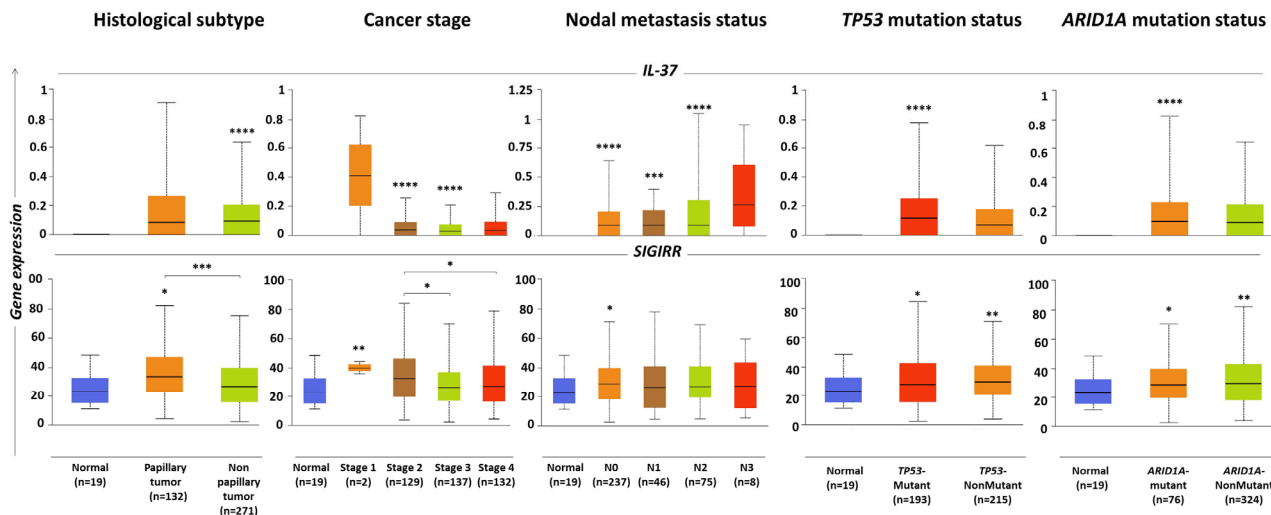 Histological subtype
Cancer stage
Nodal metastasis status
TP53 mutation status
ARID1A mutation status
Gene expression
IL-37
1
0.8
0.6
0.4
0.2
0
****
1
0.8
0.6
0.4
0.2
0
****
****
1.25
1
0.75
0.5
0.25
0
****
***
****
1
0.8
0.6
0.4
0.2
0
****
1
0.8
0.6
0.4
0.2
0
****
SIGIRR
00
80
60
40
20
0
*
***
100
80
60
40
20
0
**
*
*
100
80
60
40
20
0
*
100
80
60
40
20
0
*
**
100
80
60
40
20
0
*
**
Normal
(n=19)
Papillary
tumor
(n=132)
Non
papillary
tumor
(n=271)
Normal
(n=19)
Stage 1
(n=2)
Stage 2
(n=129)
Stage 3
(n=137)
Stage 4
(n=132)
Normal
(n=19)
N0
(n=237)
N1
(n=46)
N2
(n=75)
N3
(n=8)
Normal
(n=19)
TP53-
Mutant
(n=193)
TP53-
NonMutant
(n=215)
Normal
(n=19)
ARID1A-
mutant
(n=76)
ARID1A-
NonMutant
(n=324)